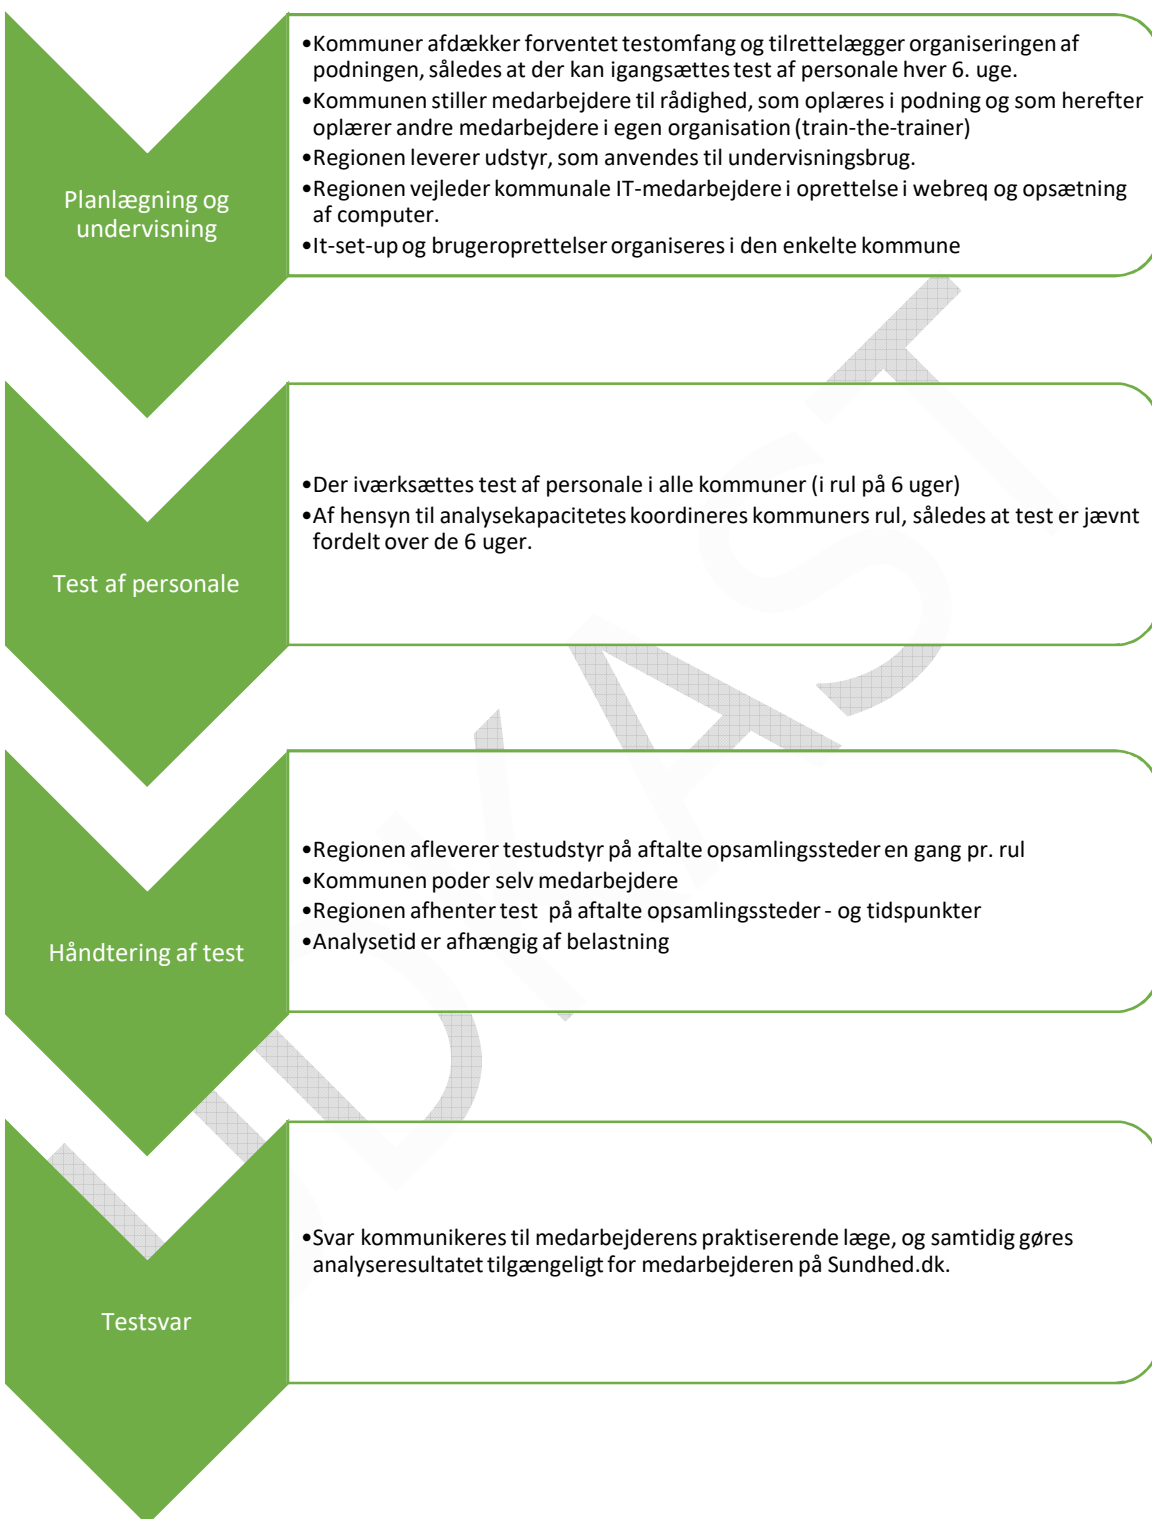 •Kommuner afdækker forventet testomfang og tilrettelægger organiseringen af
podningen, således at der kan igangsættes test af personale hver 6. uge.
•Kommunen stiller medarbejdere til rådighed, som oplæres i podning og som herefter
oplærer andre medarbejdere i egen organisation (train-the-trainer)
•Regionen leverer udstyr, som anvendes til undervisningsbrug.
•Regionen vejleder kommunale IT-medarbejdere i oprettelse i webreq og opsætning
af computer.
•It-set-up og brugeroprettelser organiseres i den enkelte kommune
Planlægning og
undervisning
•Der iværksættes test af personale i alle kommuner (i rul på 6 uger)
•Af hensyn til analysekapacitetes koordineres kommuners rul, således at test er jævnt
fordelt over de 6 uger.
Test af personale
•Regionen afleverer testudstyr på aftalte opsamlingssteder en gang pr. rul
•Kommunen poder selv medarbejdere
•Regionen afhenter test på aftalte opsamlingssteder - og tidspunkter
•Analysetid er afhængig af belastning
Håndtering af test
•Svar kommunikeres til medarbejderens praktiserende læge, og samtidig gøres
analyseresultatet tilgængeligt for medarbejderen på Sundhed.dk.
Testsvar
UDKAST